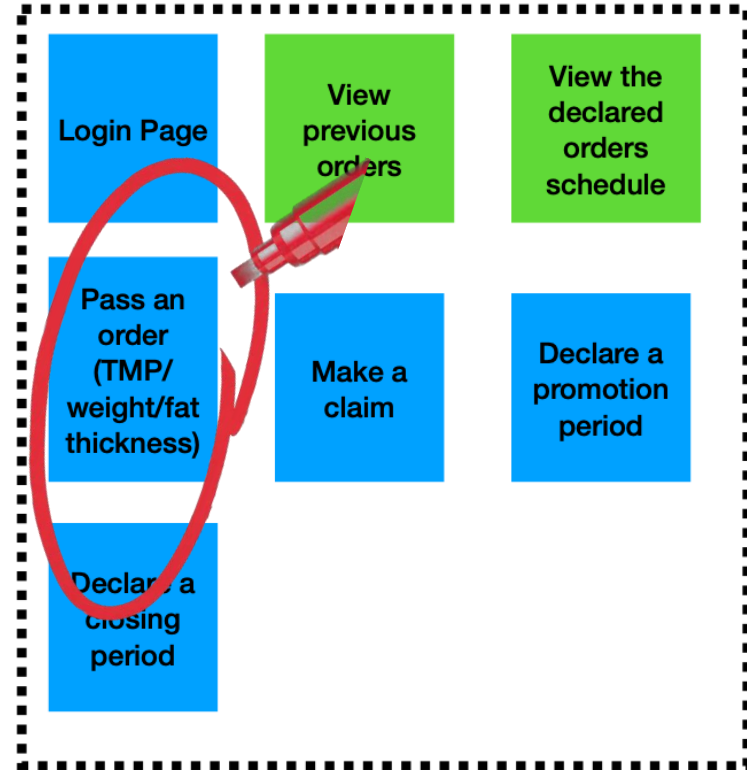 Login Page
View
previous
orders
View the
declared
orders
schedule
Pass an
order
(TMP/
weight/fat
thickness)
Make a
claim
Declare a
promotion
period
Declare a
closing
period